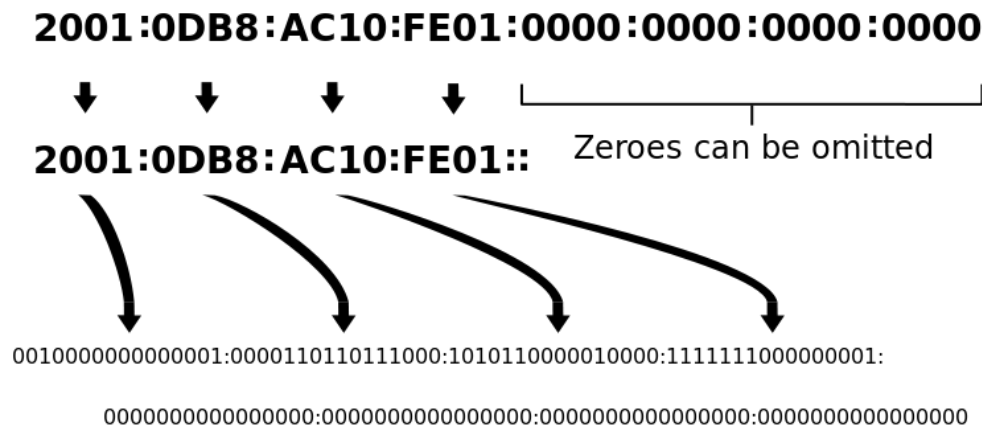 2001:0DB8:AC10:FE01:0000:0000:0000:0000
Zeroes can be omitted
2001:0DB8:AC10:FE01::
0010000000000001:0000110110111000:1010110000010000:1111111000000001:
0000000000000000:0000000000000000:0000000000000000:0000000000000000